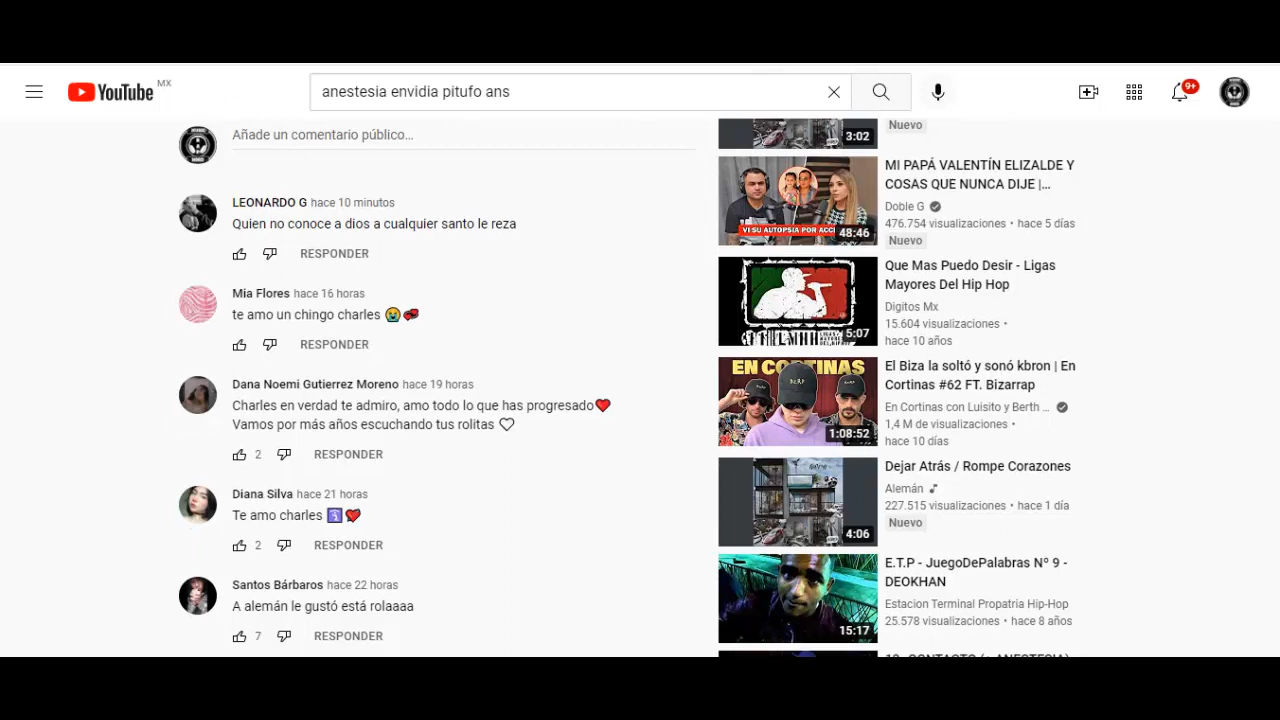 YouTube MX
anestesia envidia pitufo ans
9+
Añade un comentario público...
LEONARDO G hace 10 minutos
Quien no conoce a dios a cualquier santo le reza
RESPONDER
Mia Flores hace 16 horas
te amo un chingo charles 😭💕
RESPONDER
Dana Noemi Gutierrez Moreno hace 19 horas
Charles en verdad te admiro, amo todo lo que has progresado❤️
Vamos por más años escuchando tus rolitas 🤍
2 RESPONDER
Diana Silva hace 21 horas
Te amo charles 🛐❤️
2 RESPONDER
Santos Bárbaros hace 22 horas
A alemán le gustó está rolaaaa
7 RESPONDER
3:02
Nuevo
VI SU AUTOPSIA POR ACCI
48:46
MI PAPÁ VALENTÍN ELIZALDE Y
COSAS QUE NUNCA DIJE |...
Doble G
476.754 visualizaciones • hace 5 días
Nuevo
5:07
Que Mas Puedo Desir - Ligas
Mayores Del Hip Hop
Digitos Mx
15.604 visualizaciones •
hace 10 años
EN CORTINAS
BZRP
1:08:52
El Biza la soltó y sonó kbron | En
Cortinas #62 FT. Bizarrap
En Cortinas con Luisito y Berth ...
1,4 M de visualizaciones •
hace 10 días
4:06
Dejar Atrás / Rompe Corazones
Alemán
227.515 visualizaciones • hace 1 día
Nuevo
15:17
E.T.P - JuegoDePalabras Nº 9 -
DEOKHAN
Estacion Terminal Propatria Hip-Hop
25.578 visualizaciones • hace 8 años